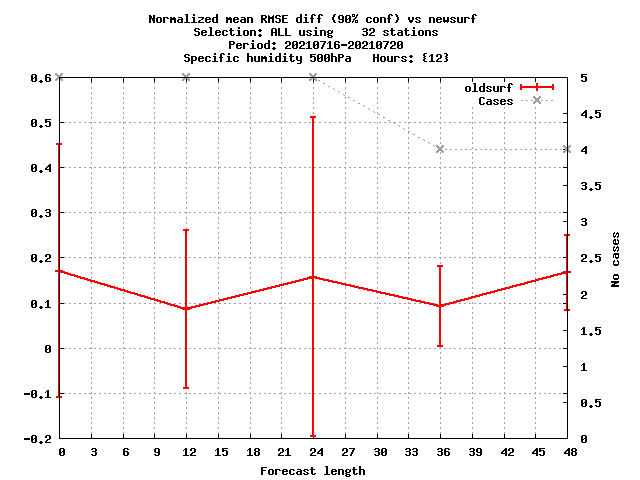 Normalized mean RMSE diff (90% conf) vs newsurf
Selection: ALL using    32 stations
Period: 20210716-20210720
Specific humidity 500hPa   Hours: {12}
oldsurf
Cases
0.6
0.5
0.4
0.3
0.2
0.1
0
-0.1
-0.2
5
4.5
4
3.5
3
2.5
2
1.5
1
0.5
0
No cases
0 3 6 9 12 15 18 21 24 27 30 33 36 39 42 45 48
Forecast length